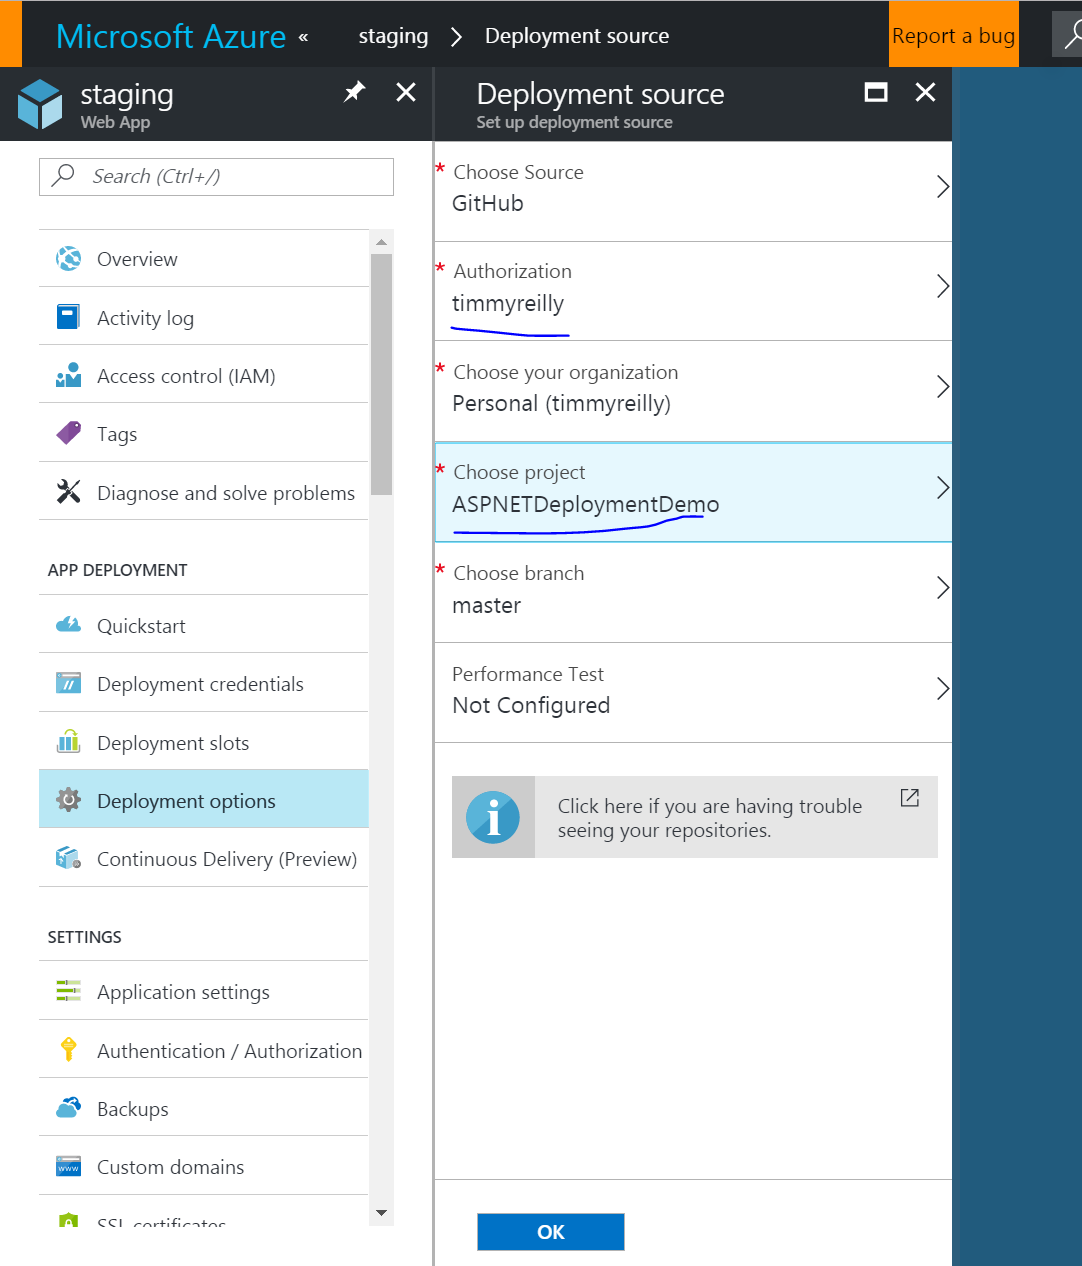 Microsoft Azure « staging > Deployment source Report a bug
staging
Web App
Search (Ctrl+/)
Overview
Activity log
Access control (IAM)
Tags
Diagnose and solve problems
APP DEPLOYMENT
Quickstart
Deployment credentials
Deployment slots
Deployment options
Continuous Delivery (Preview)
SETTINGS
Application settings
Authentication / Authorization
Backups
Custom domains
SSL certificates
Deployment source
Set up deployment source
* Choose Source
GitHub
* Authorization
timmyreilly
* Choose your organization
Personal (timmyreilly)
* Choose project
ASPNETDeploymentDemo
* Choose branch
master
Performance Test
Not Configured
Click here if you are having trouble
seeing your repositories.
OK